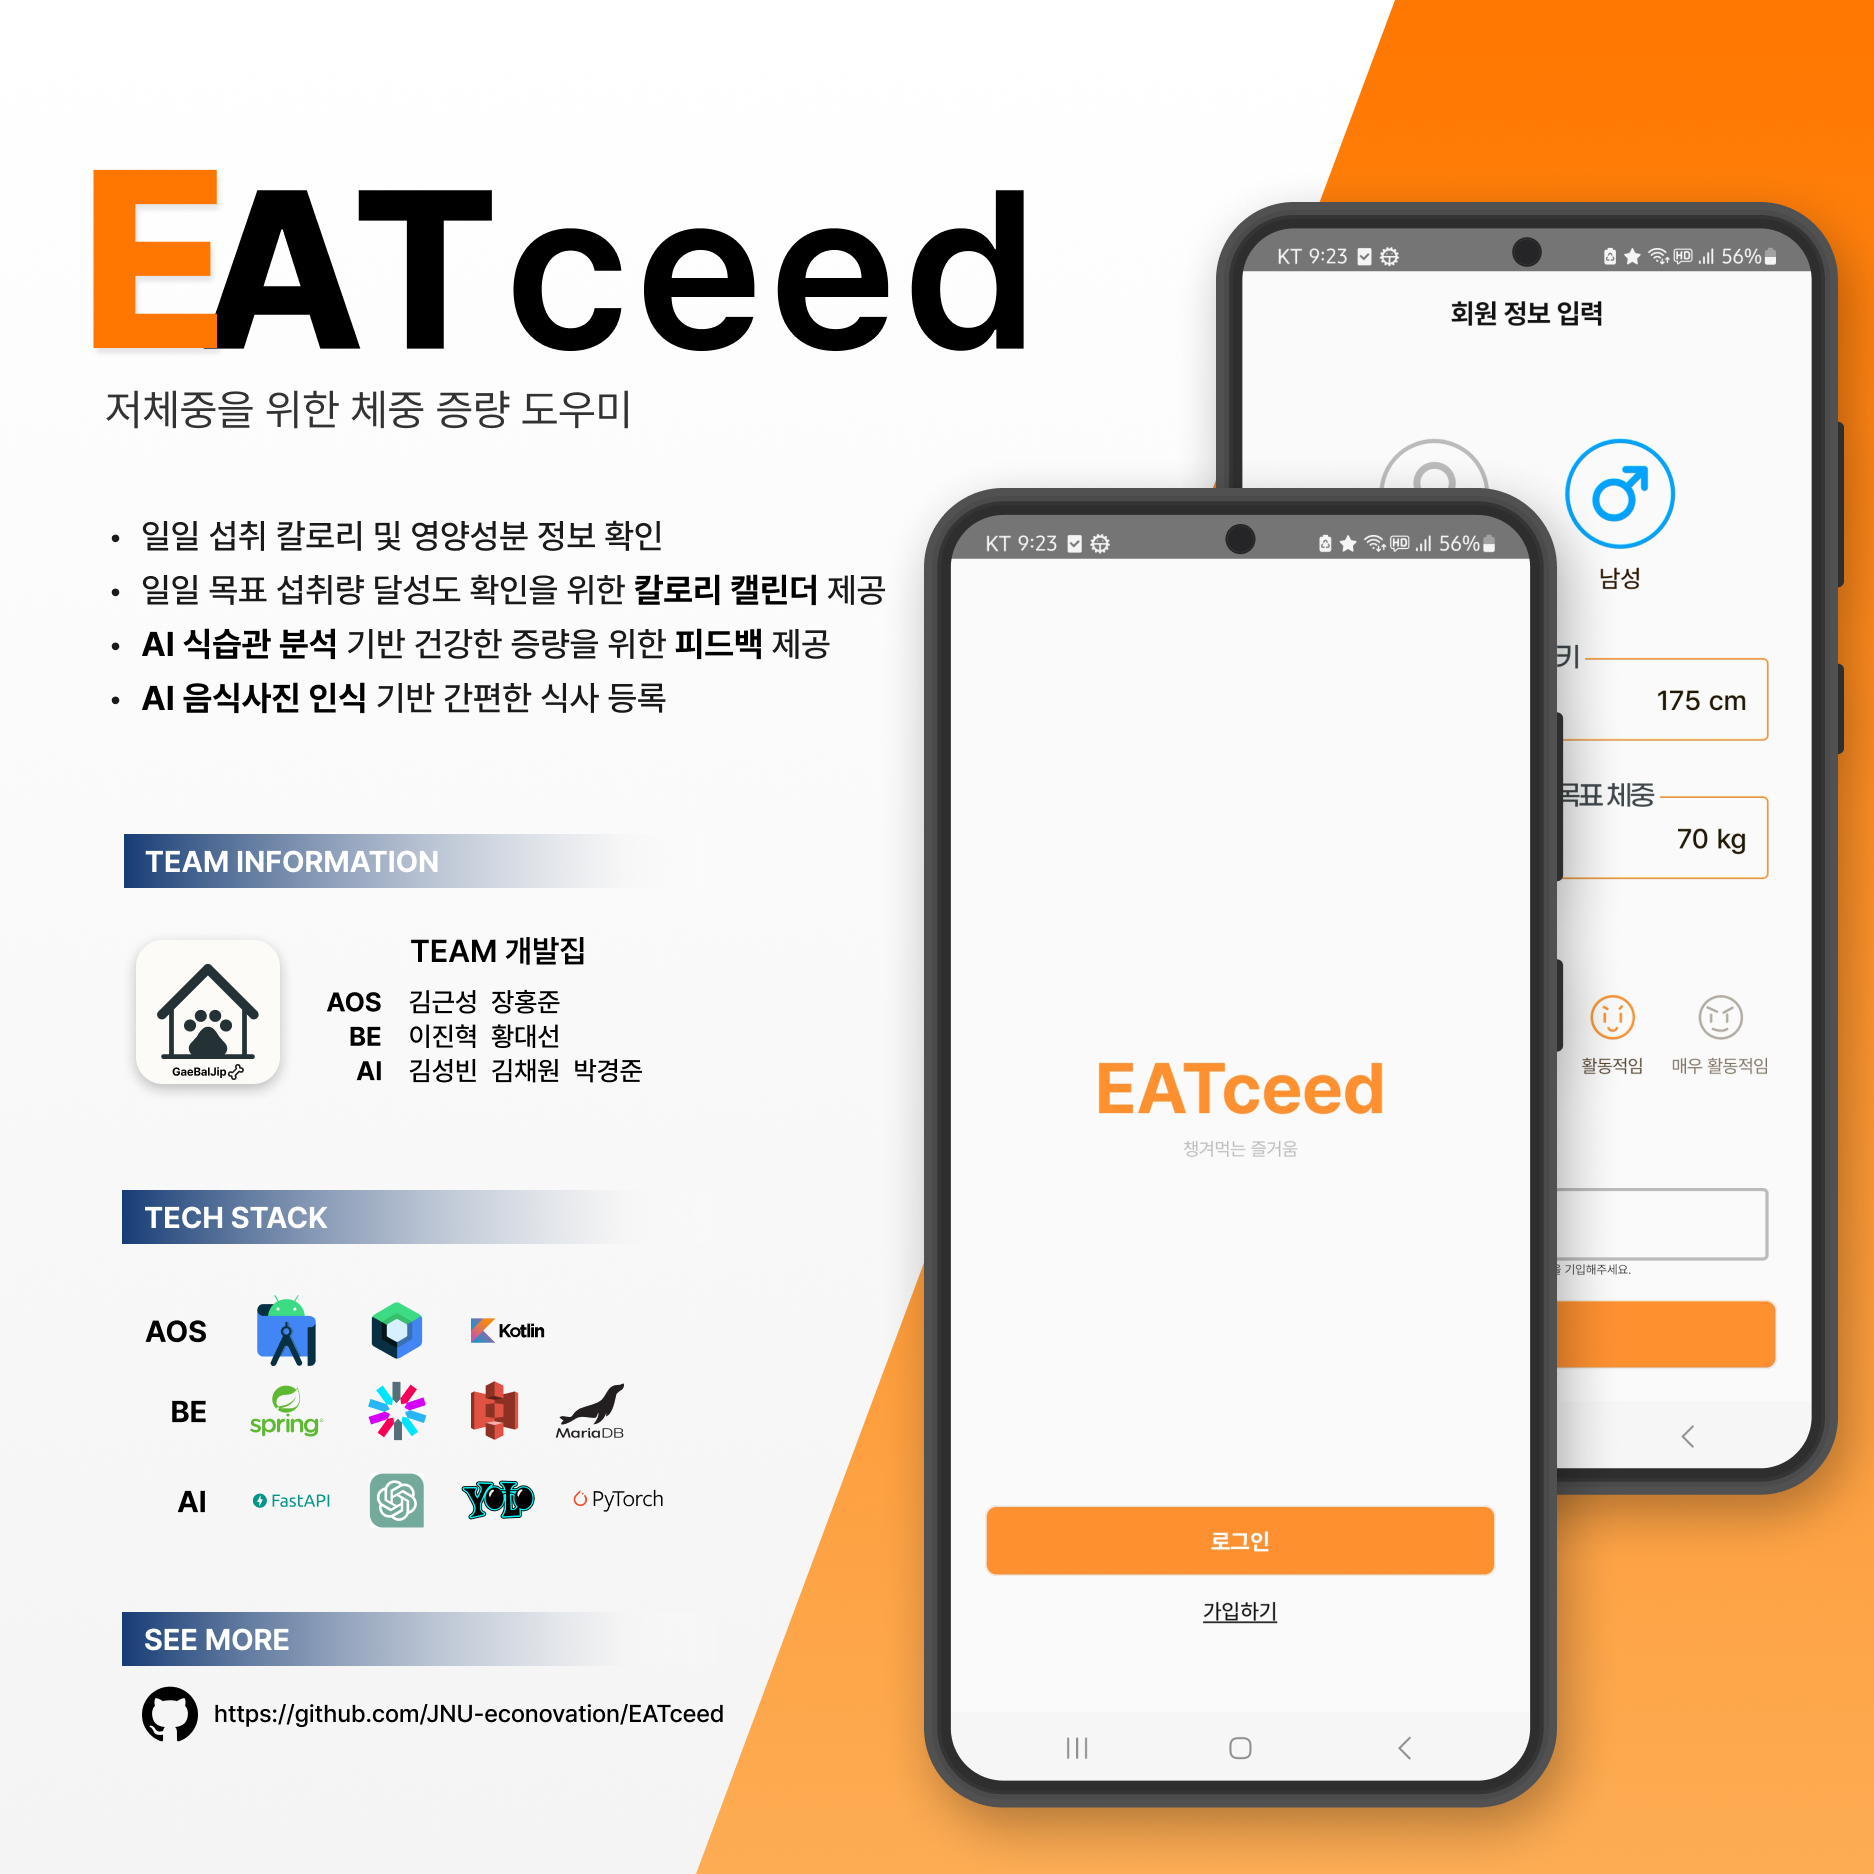 EATceed
저체중을 위한 체중 증량 도우미
• 일일 섭취 칼로리 및 영양성분 정보 확인
• 일일 목표 섭취량 달성도 확인을 위한 칼로리 캘린더 제공
• AI 식습관 분석 기반 건강한 증량을 위한 피드백 제공
• AI 음식사진 인식 기반 간편한 식사 등록
TEAM INFORMATION
GaeBalJip
TEAM 개발집
AOS 김근성 장홍준
BE 이진혁 황대선
AI 김성빈 김채원 박경준
TECH STACK
AOS Kotlin
BE spring MariaDB
AI FastAPI YOLO PyTorch
SEE MORE
https://github.com/JNU-econovation/EATceed
KT 9:23 HD 56%
회원 정보 입력
남성
키
175 cm
목표 체중
70 kg
활동적임 매우 활동적임
기입해주세요.
KT 9:23 HD 56%
EATceed
챙겨먹는 즐거움
로그인
가입하기